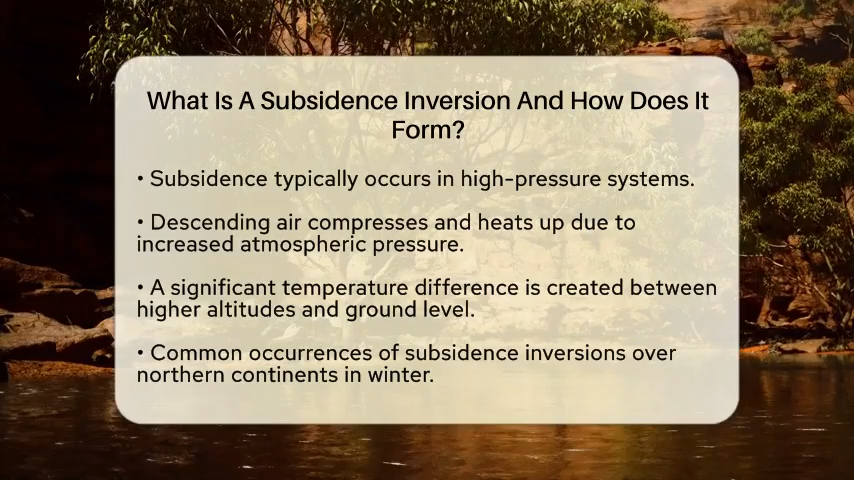 What Is A Subsidence Inversion And How Does It
Form?
• Subsidence typically occurs in high-pressure systems.
• Descending air compresses and heats up due to
increased atmospheric pressure.
• A significant temperature difference is created between
higher altitudes and ground level.
• Common occurrences of subsidence inversions over
northern continents in winter.